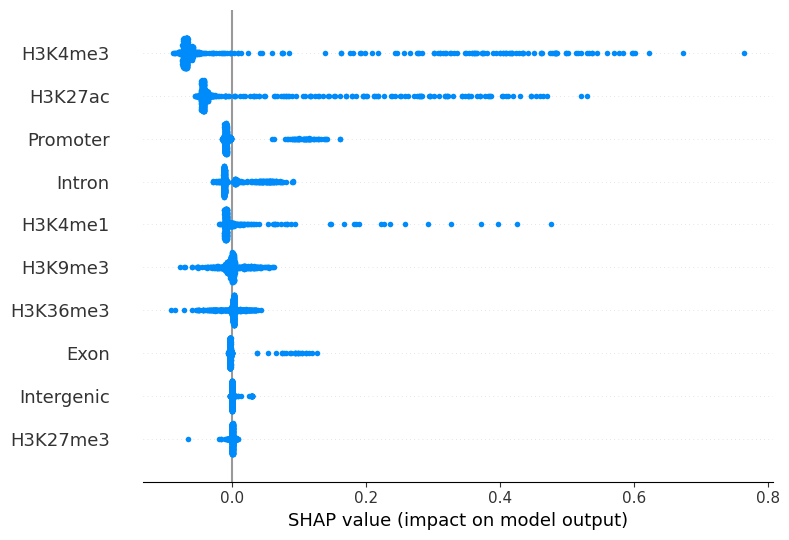 H3K4me3
H3K27ac
Promoter
Intron
H3K4me1
H3K9me3
H3K36me3
Exon
Intergenic
H3K27me3
0.0 0.2 0.4 0.6 0.8
SHAP value (impact on model output)